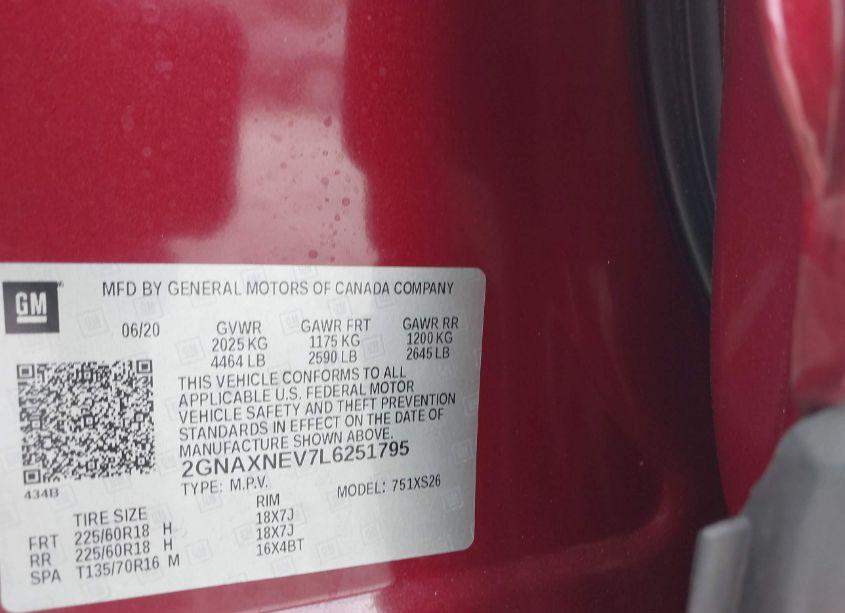 GM
MFD BY GENERAL MOTORS OF CANADA COMPANY
06/20 GVWR GAWR FRT GAWR RR
2025 KG 1175 KG 1200 KG
4464 LB 2590 LB 2645 LB
THIS VEHICLE CONFORMS TO ALL
APPLICABLE U.S. FEDERAL MOTOR
VEHICLE SAFETY AND THEFT PREVENTION
STANDARDS IN EFFECT ON THE DATE OF
MANUFACTURE SHOWN ABOVE.
2GNAXNEV7L6251795
434B
TYPE: M.P.V. MODEL: 751XS26
TIRE SIZE RIM
FRT 225/60R18 H 18X7J
RR 225/60R18 H 18X7J
SPA T135/70R16 M 16X4BT